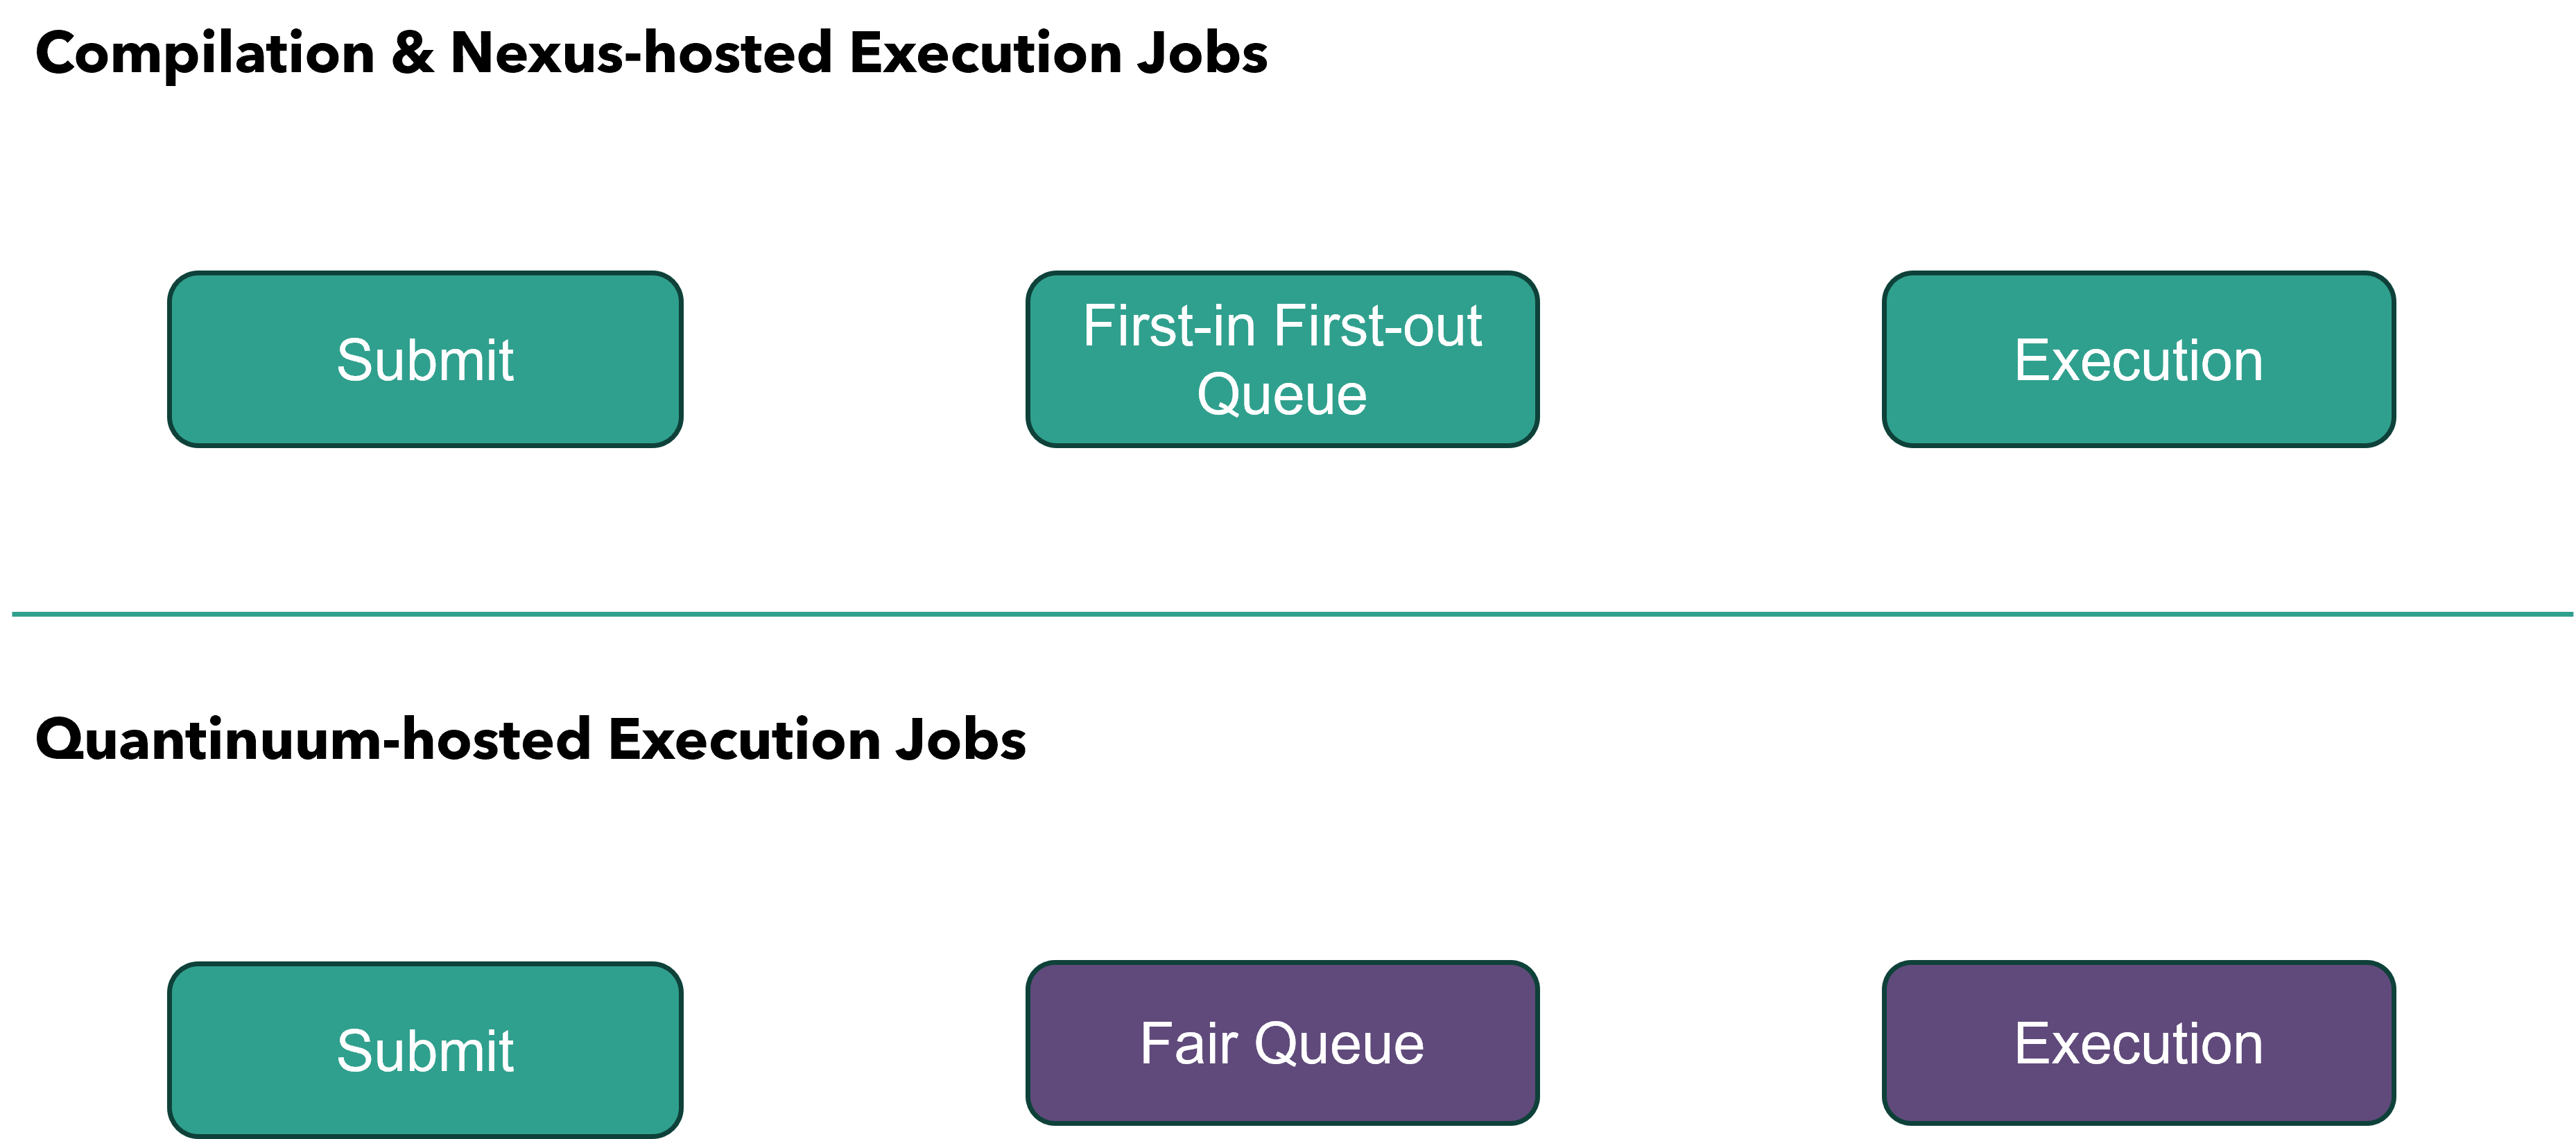 Compilation & Nexus-hosted Execution Jobs
Submit
First-in First-out
Queue
Execution
Quantinuum-hosted Execution Jobs
Submit
Fair Queue
Execution